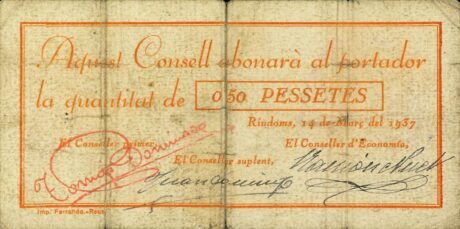 Aquest Consell abonarà al portador
la quantitat de 0'50 PESSETES
Riudoms, 14 de Març del 1937
El Conseller primer, El Conseller d'Economia,
El Conseller suplent,
Imp. Ferrando.-Reus